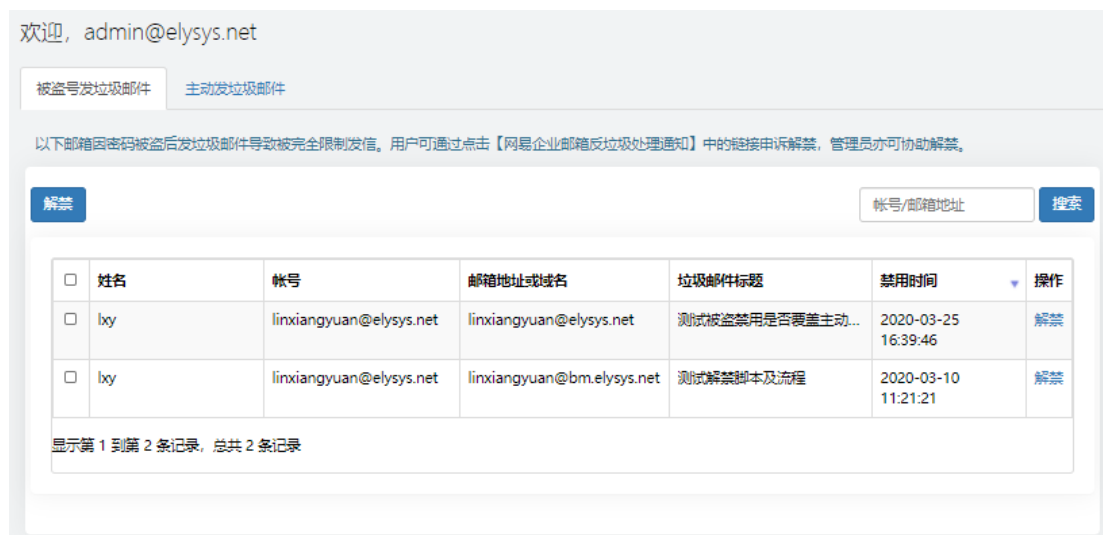 欢迎，admin@elysys.net
被盗号发垃圾邮件 主动发垃圾邮件
以下邮箱因密码被盗后发垃圾邮件导致被完全限制发信。用户可通过点击【网易企业邮箱反垃圾处理通知】中的链接申诉解禁，管理员亦可协助解禁。
解禁 帐号/邮箱地址 搜索
姓名 帐号 邮箱地址或域名 垃圾邮件标题 禁用时间 操作
lxy linxiangyuan@elysys.net linxiangyuan@elysys.net 测试被盗禁用是否覆盖主动... 2020-03-25 解禁
16:39:46
lxy linxiangyuan@elysys.net linxiangyuan@bm.elysys.net 测试解禁脚本及流程 2020-03-10 解禁
11:21:21
显示第 1 到第 2 条记录，总共 2 条记录